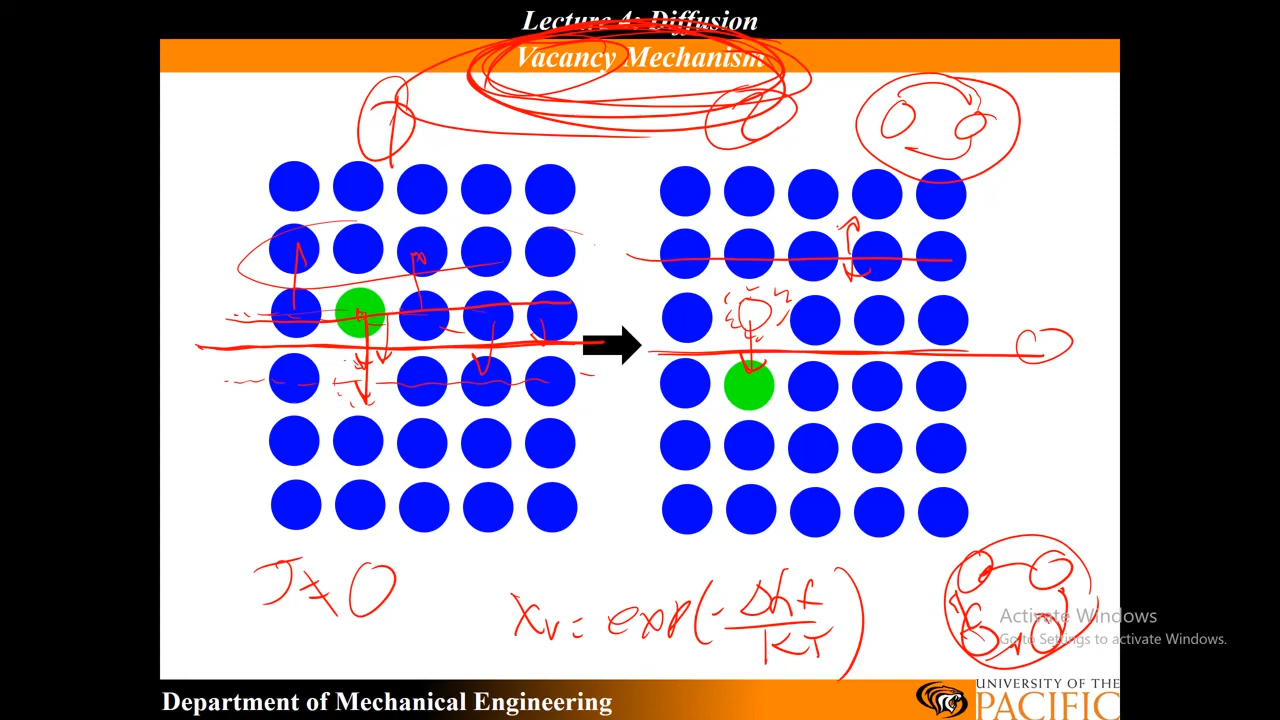 Lecture 4: Diffusion
Vacancy Mechanism
J ≠ 0
Xv = exp(-Δhf/KT)
Activate Windows
Go to Settings to activate Windows.
Department of Mechanical Engineering
UNIVERSITY OF THE
PACIFIC